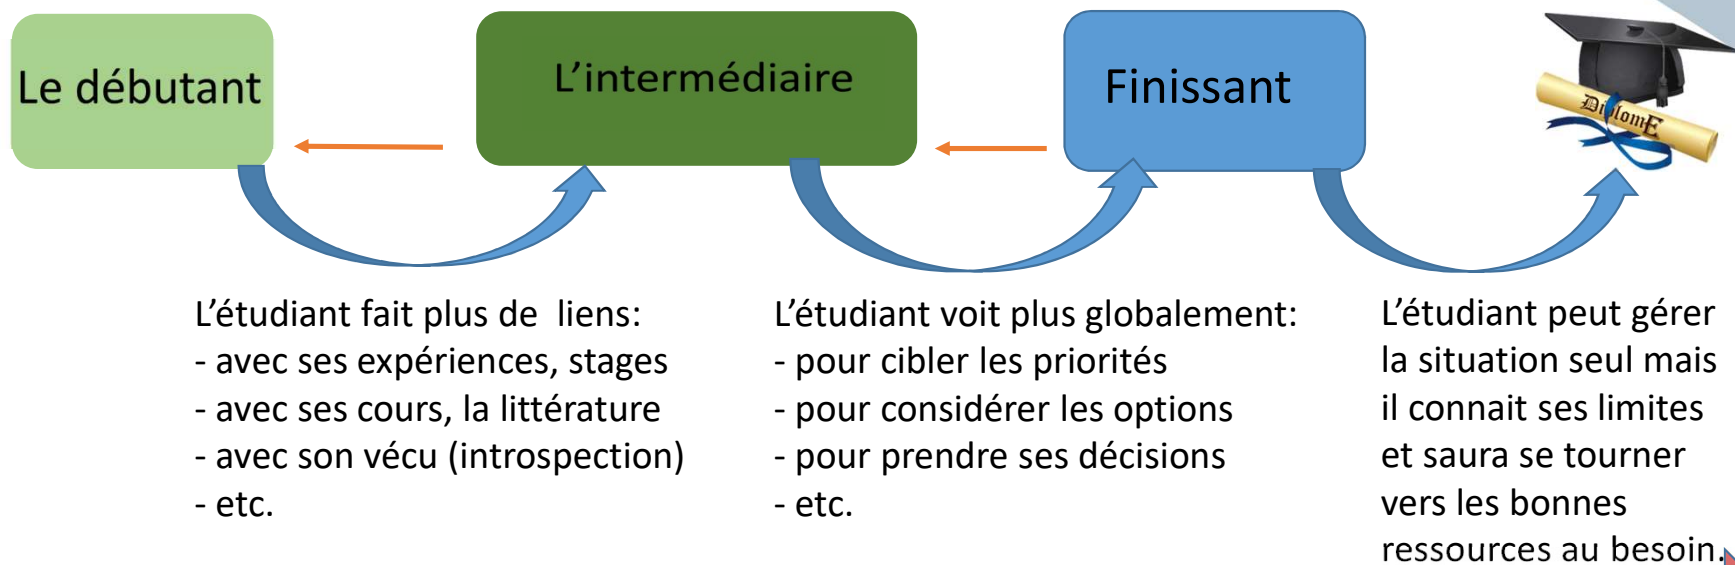 Le débutant
L'intermédiaire
Finissant
DiplomE
L'étudiant fait plus de  liens:
- avec ses expériences, stages
- avec ses cours, la littérature
- avec son vécu (introspection)
- etc.
L'étudiant voit plus globalement:
- pour cibler les priorités
- pour considérer les options
- pour prendre ses décisions
- etc.
L'étudiant peut gérer
la situation seul mais
il connait ses limites
et saura se tourner
vers les bonnes
ressources au besoin.